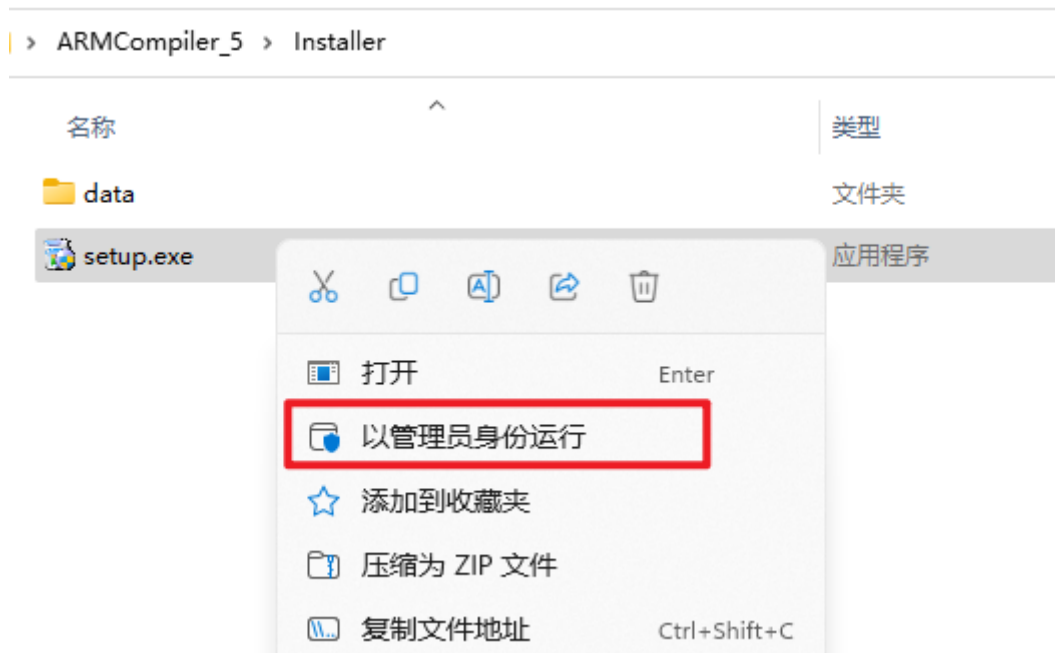 > ARMCompiler_5 > Installer
名称 类型
data 文件夹
setup.exe 应用程序
打开 Enter
以管理员身份运行
添加到收藏夹
压缩为 ZIP 文件
复制文件地址 Ctrl+Shift+C